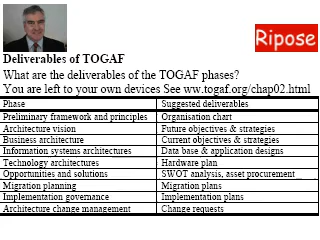 Ripose
Deliverables of TOGAF
What are the deliverables of the TOGAF phases?
You are left to your own devices See ww.togaf.org/chap02.html
Phase Suggested deliverables
Preliminary framework and principles Organisation chart
Architecture vision Future objectives & strategies
Business architecture Current objectives & strategies
Information systems architectures Data base & application designs
Technology architectures Hardware plan
Opportunities and solutions SWOT analysis, asset procurement
Migration planning Migration plans
Implementation governance Implementation plans
Architecture change management Change requests